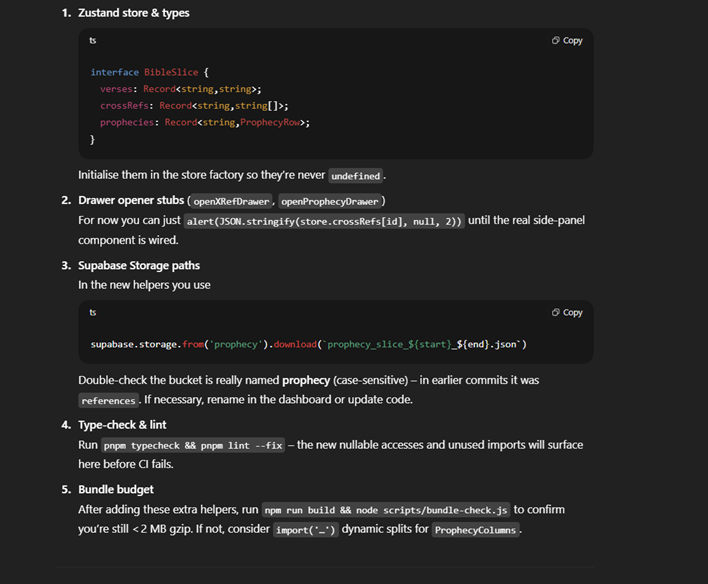 1. Zustand store & types
ts
Copy
interface BibleSlice {
verses: Record<string,string>;
crossRefs: Record<string,string[]>;
prophecies: Record<string,ProphecyRow>;
}
Initialise them in the store factory so they're never undefined.
2. Drawer opener stubs (openXRefDrawer, openProphecyDrawer)
For now you can just alert(JSON.stringify(store.crossRefs[id], null, 2)) until the real side-panel
component is wired.
3. Supabase Storage paths
In the new helpers you use
ts
Copy
supabase.storage.from('prophecy').download(`prophecy_slice_${start}_${end}.json`)
Double-check the bucket is really named prophecy (case-sensitive) – in earlier commits it was
references. If necessary, rename in the dashboard or update code.
4. Type-check & lint
Run pnpm typecheck && pnpm lint --fix – the new nullable accesses and unused imports will surface
here before CI fails.
5. Bundle budget
After adding these extra helpers, run npm run build && node scripts/bundle-check.js to confirm
you're still < 2 MB gzip. If not, consider import('…') dynamic splits for ProphecyColumns.